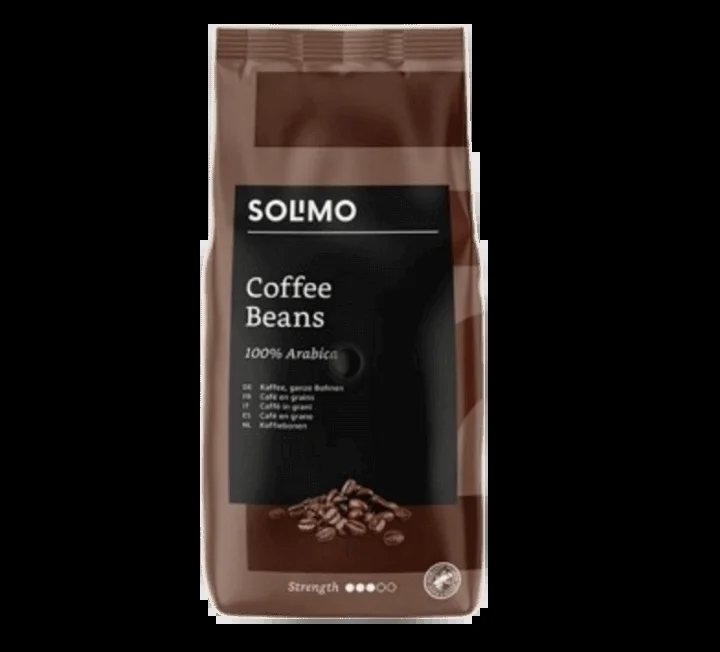 SOLIMO
Coffee
Beans
100% Arabica
DE Kaffee, ganze Bohnen
FR Café en grains
IT Caffè in grani
ES Café en grano
NL Koffiebonen
Strength